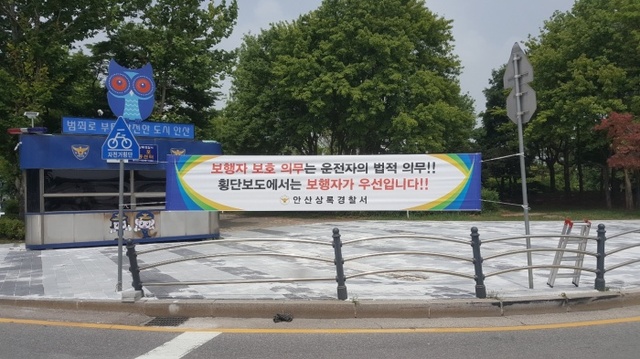 범죄로 부터 안전한 도시 안산
자전거횡단
보행자 보호 의무는 운전자의 법적 의무!!
횡단보도에서는 보행자가 우선입니다!!
안산상록경찰서